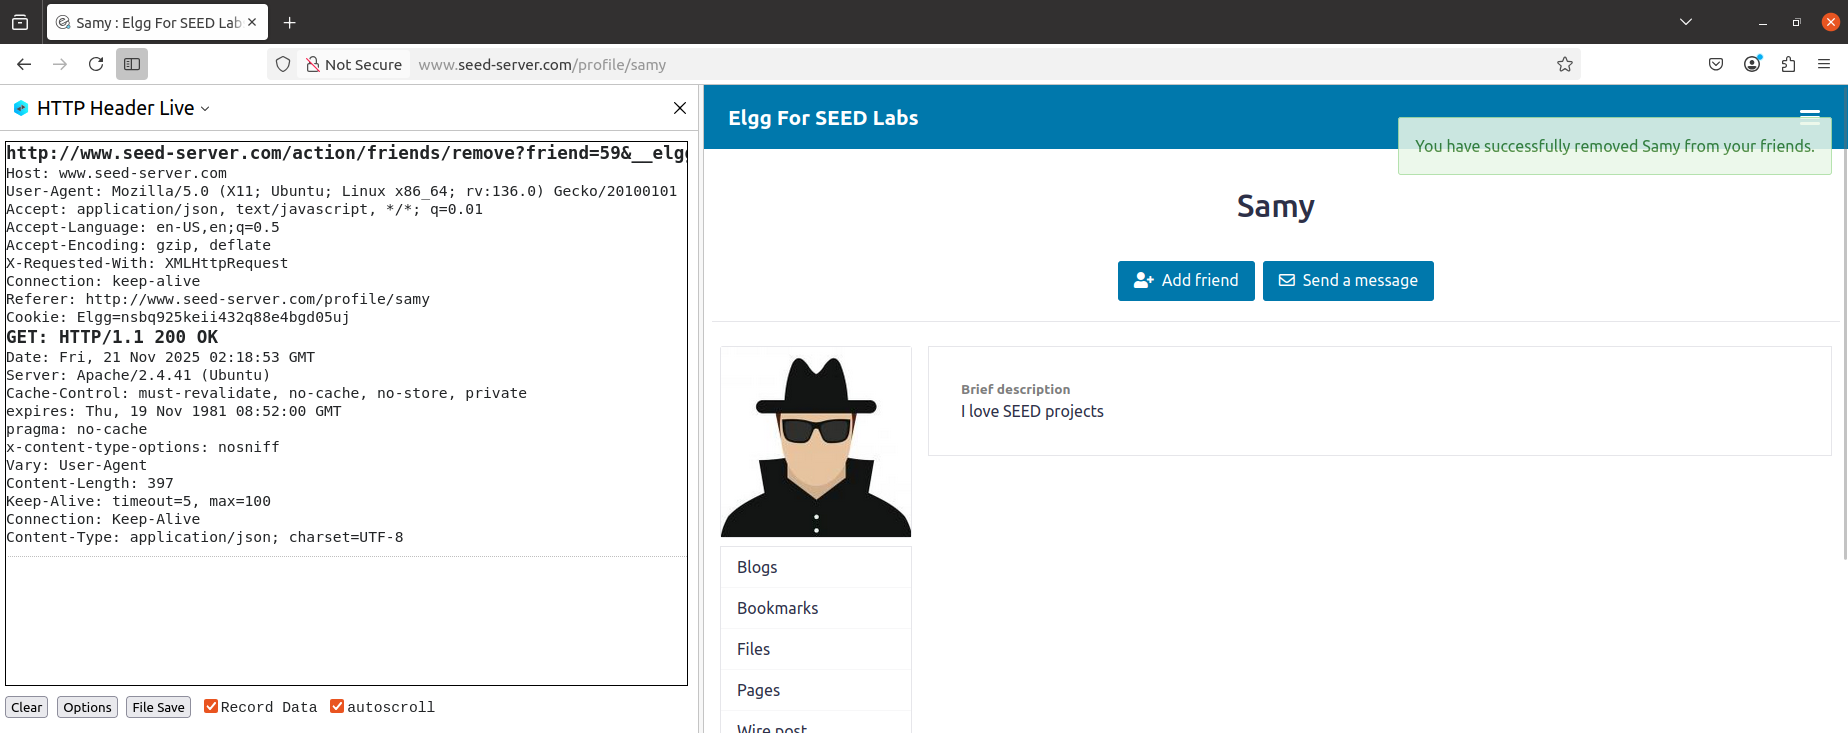 Samy : Elgg For SEED Lab
Not Secure
www.seed-server.com/profile/samy
HTTP Header Live
http://www.seed-server.com/action/friends/remove?friend=59&__elgg
Host: www.seed-server.com
User-Agent: Mozilla/5.0 (X11; Ubuntu; Linux x86_64; rv:136.0) Gecko/20100101
Accept: application/json, text/javascript, */*; q=0.01
Accept-Language: en-US,en;q=0.5
Accept-Encoding: gzip, deflate
X-Requested-With: XMLHttpRequest
Connection: keep-alive
Referer: http://www.seed-server.com/profile/samy
Cookie: Elgg=nsbq925keii432q88e4bgd05uj
GET: HTTP/1.1 200 OK
Date: Fri, 21 Nov 2025 02:18:53 GMT
Server: Apache/2.4.41 (Ubuntu)
Cache-Control: must-revalidate, no-cache, no-store, private
expires: Thu, 19 Nov 1981 08:52:00 GMT
pragma: no-cache
x-content-type-options: nosniff
Vary: User-Agent
Content-Length: 397
Keep-Alive: timeout=5, max=100
Connection: Keep-Alive
Content-Type: application/json; charset=UTF-8
Clear
Options
File Save
Record Data
autoscroll
Elgg For SEED Labs
You have successfully removed Samy from your friends.
Samy
Add friend
Send a message
Brief description
I love SEED projects
Blogs
Bookmarks
Files
Pages
Wire post